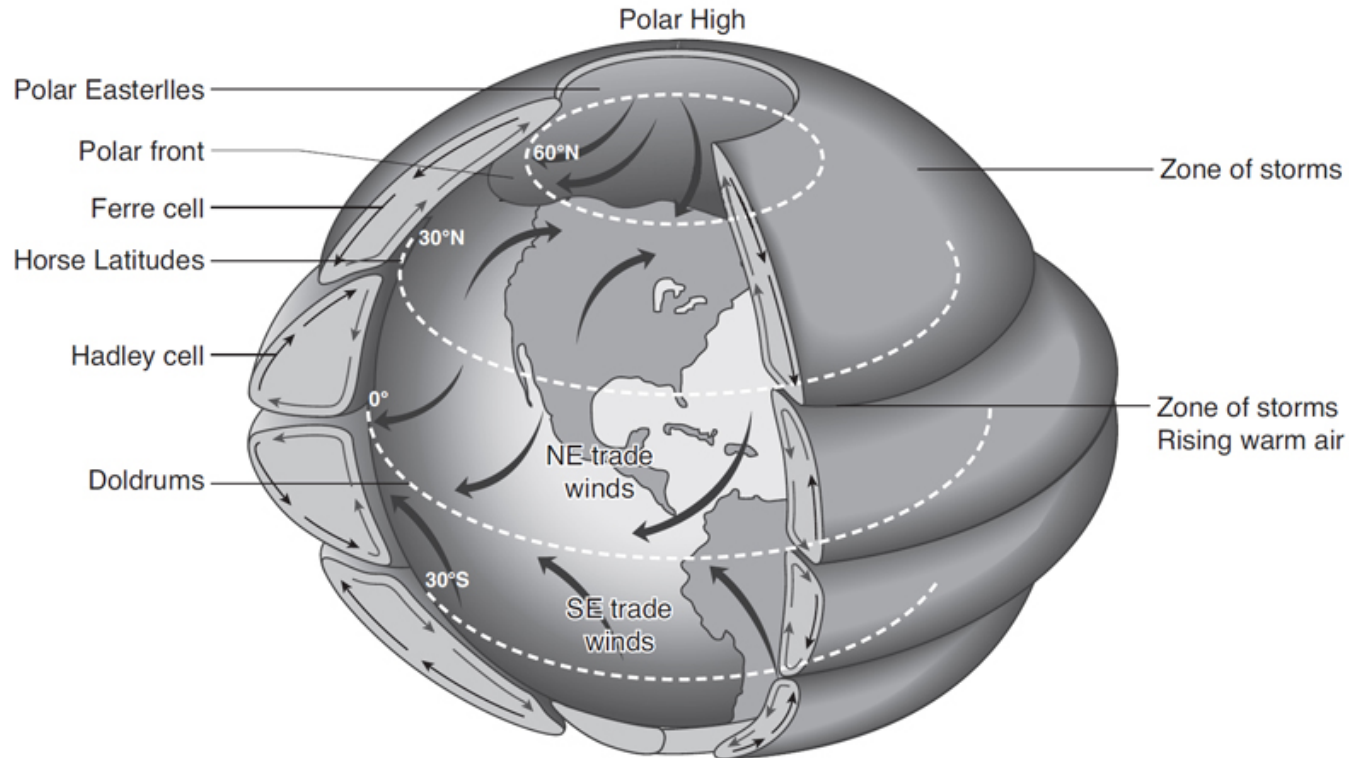 Polar High
Polar Easterlles
Polar front
Ferre cell
Horse Latitudes
Hadley cell
Doldrums
60°N
30°N
0°
30°S
NE trade
winds
SE trade
winds
Zone of storms
Zone of storms
Rising warm air